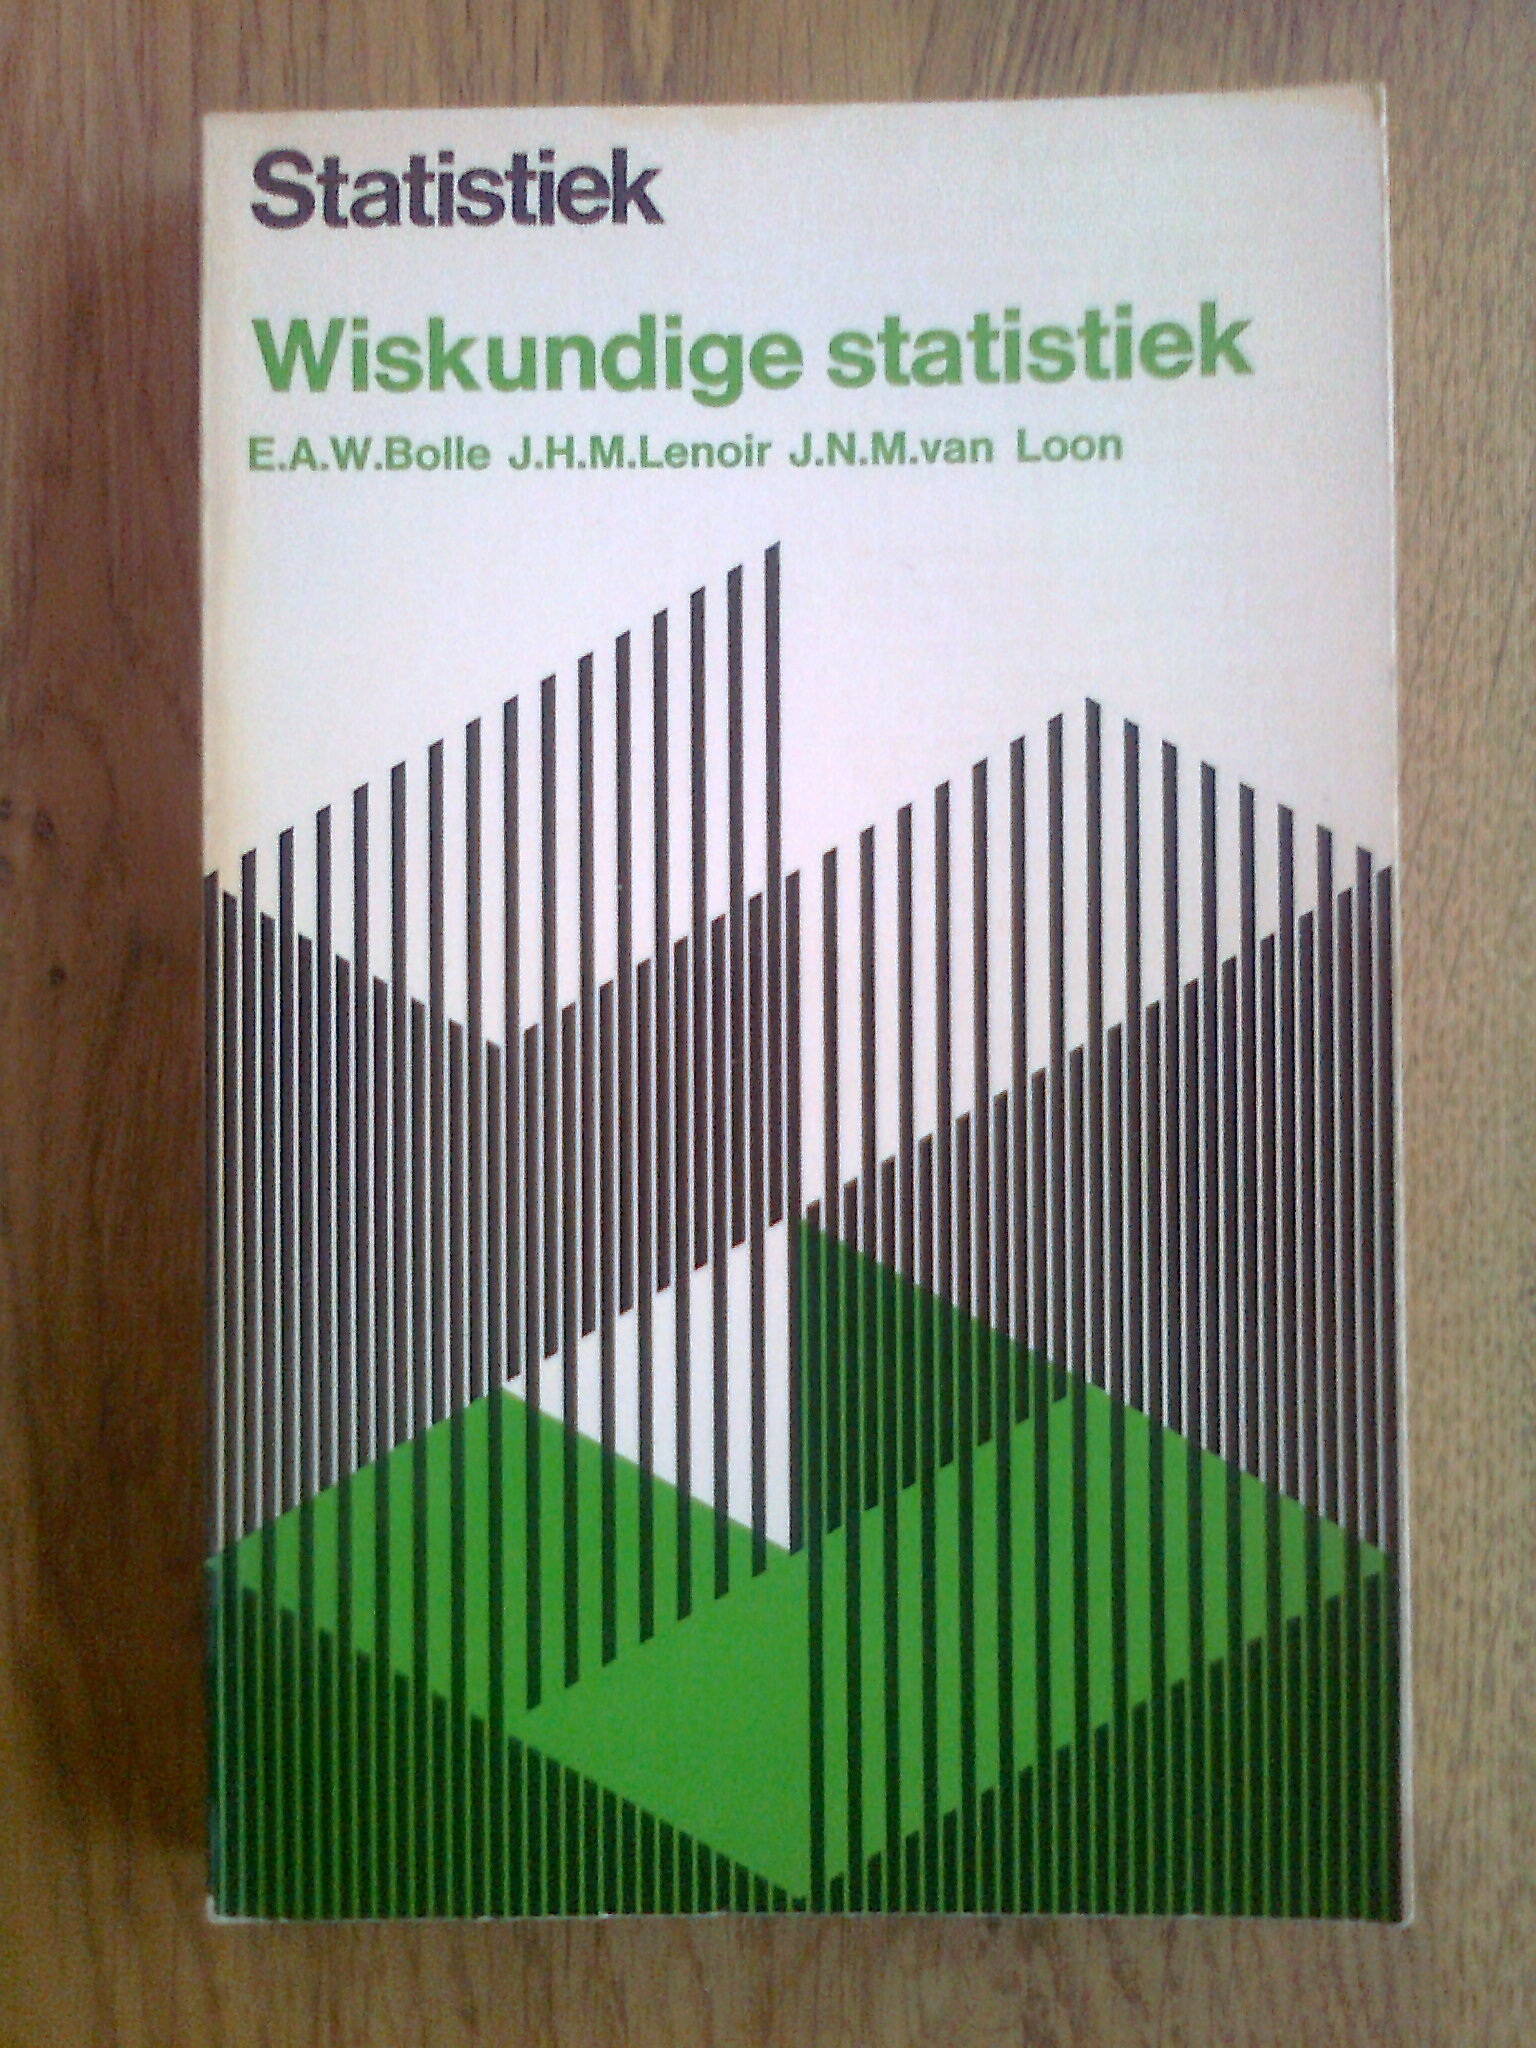 Statistiek
Wiskundige statistiek
E.A.W.Bolle J.H.M.Lenoir J.N.M.van Loon